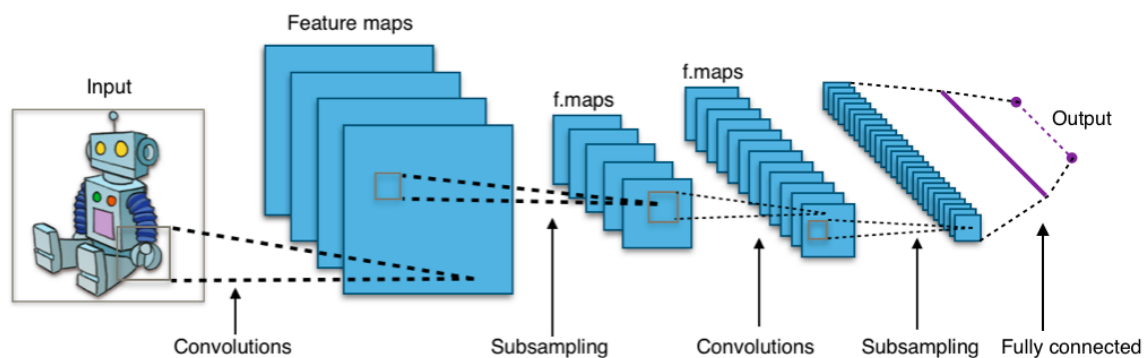 Feature maps
Input
f.maps
f.maps
Output
Convolutions
Subsampling
Convolutions
Subsampling
Fully connected